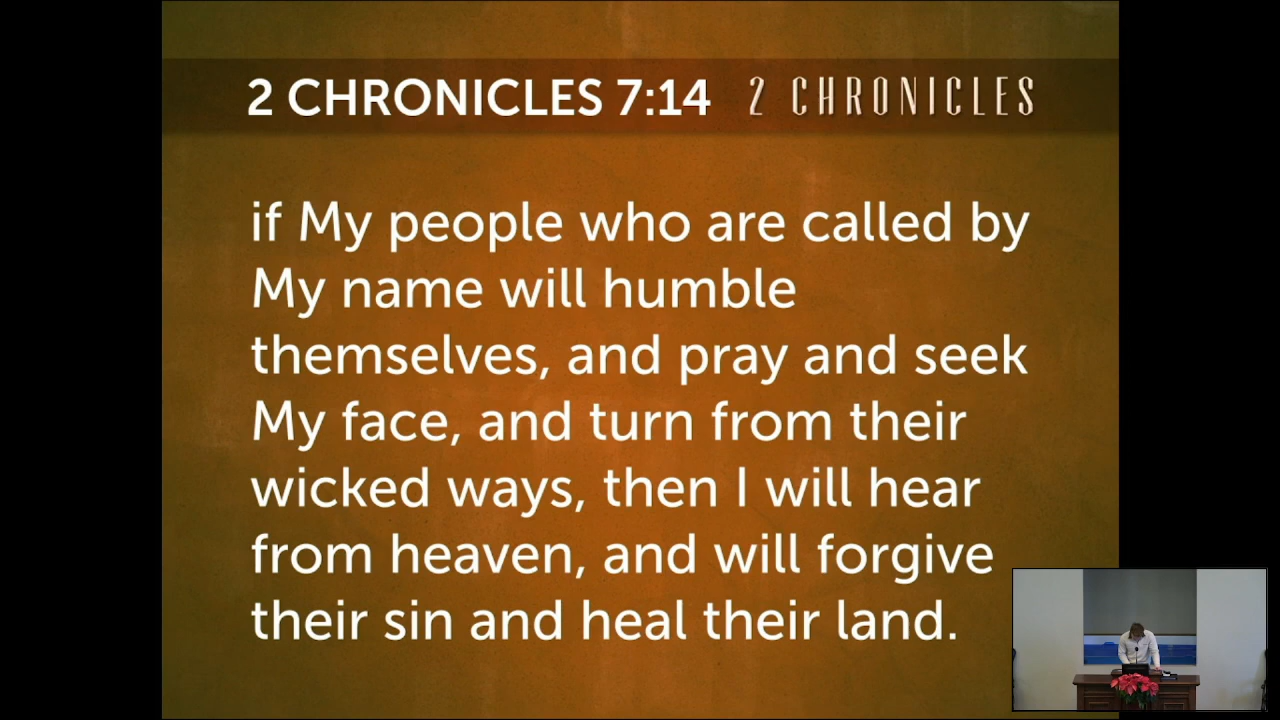 2 CHRONICLES 7:14 2 CHRONICLES
if My people who are called by
My name will humble
themselves, and pray and seek
My face, and turn from their
wicked ways, then I will hear
from heaven, and will forgive
their sin and heal their land.